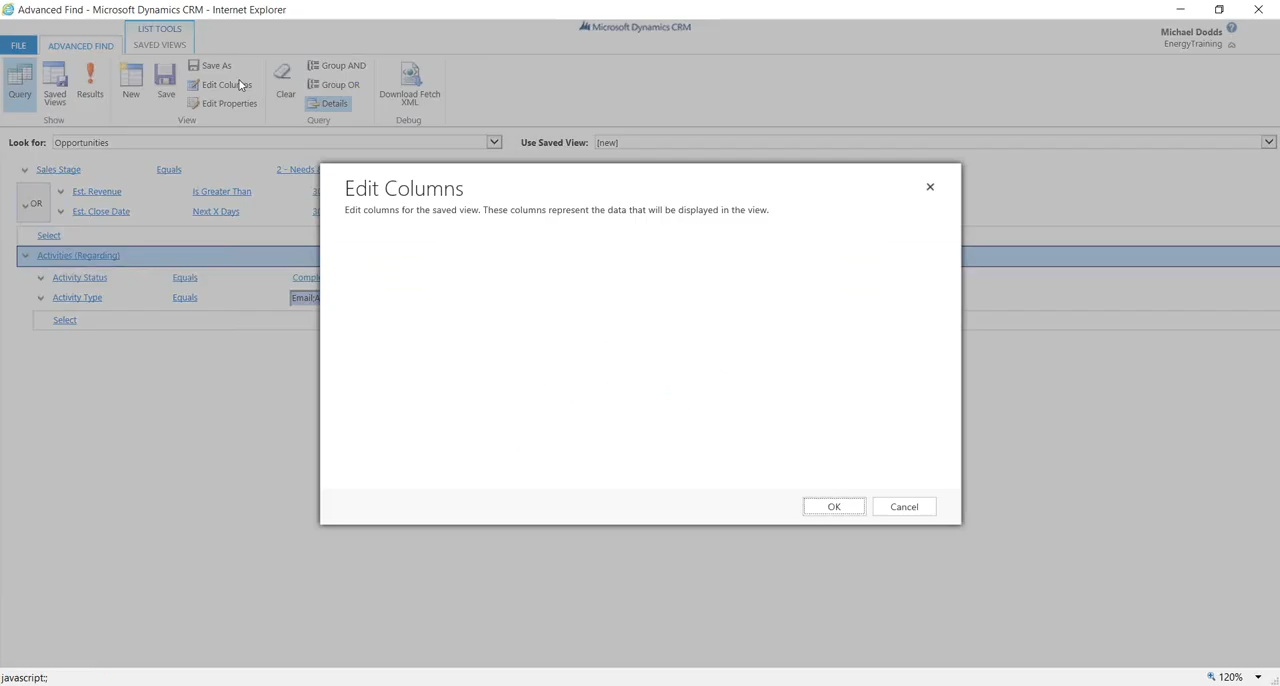 Advanced Find - Microsoft Dynamics CRM - Internet Explorer
Microsoft Dynamics CRM
Michael Dodds
EnergyTraining
FILE
ADVANCED FIND
LIST TOOLS
SAVED VIEWS
Query
Saved Views
Results
Show
New
Save
Save As
Edit Columns
Edit Properties
View
Clear
Group AND
Group OR
Details
Query
Download Fetch XML
Debug
Look for: Opportunities
Use Saved View: [new]
Sales Stage Equals 2 - Needs
OR
Est. Revenue Is Greater Than
Est. Close Date Next X Days
Select
Activities (Regarding)
Activity Status Equals
Activity Type Equals Email;
Select
Edit Columns
Edit columns for the saved view. These columns represent the data that will be displayed in the view.
OK
Cancel
javascript:;
120%